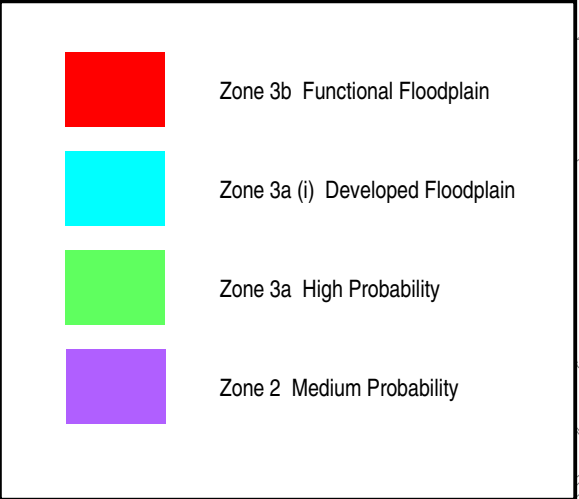 Zone 3b Functional Floodplain
Zone 3a (i) Developed Floodplain
Zone 3a High Probability
Zone 2 Medium Probability